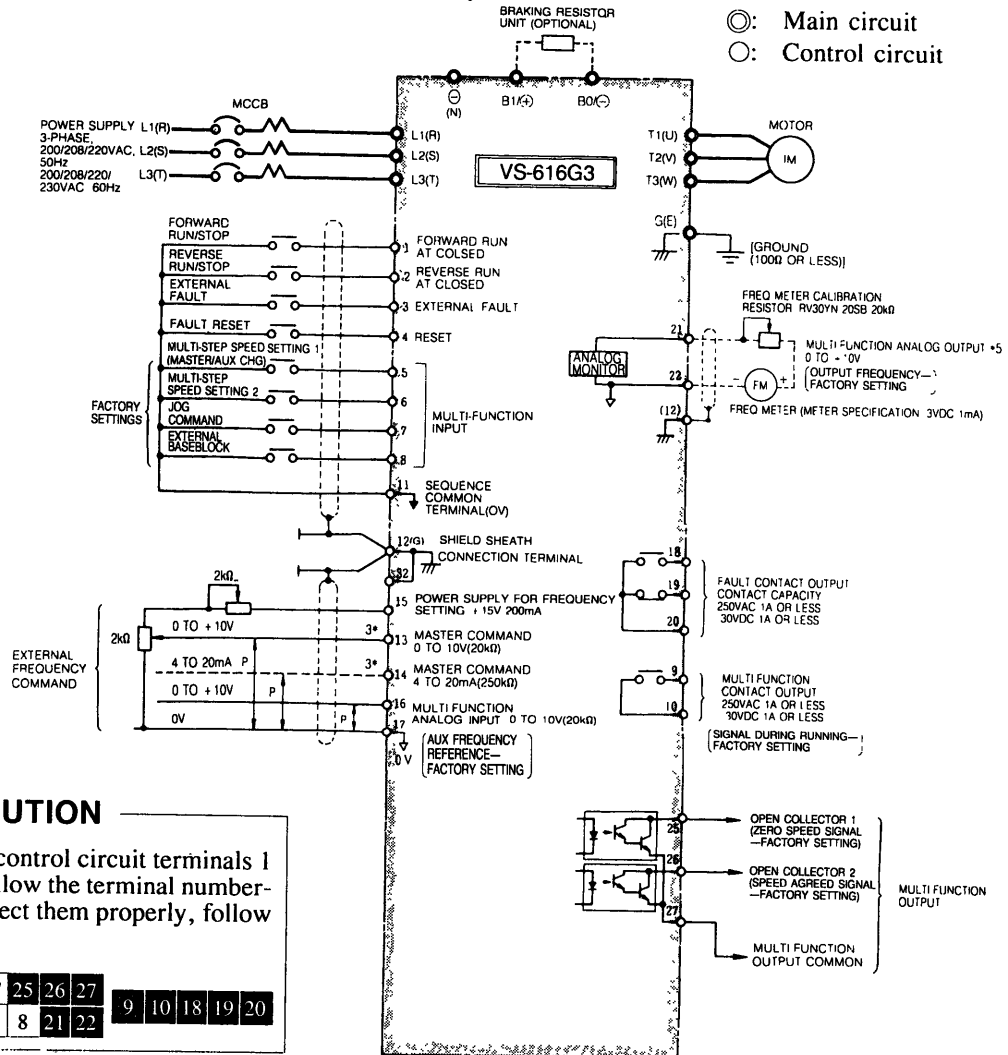 BRAKING RESISTOR
UNIT (OPTIONAL)
◎: Main circuit
○: Control circuit
⊖
(N)
B1/⊕
B0/⊖
MCCB
POWER SUPPLY
3-PHASE,
200/208/220VAC,
50Hz
200/208/220/
230VAC 60Hz
L1(R)
L2(S)
L3(T)
L1(R)
L2(S)
L3(T)
VS-616G3
T1(U)
T2(V)
T3(W)
MOTOR
IM
G(E)
[GROUND
(100Ω OR LESS)]
FORWARD
RUN/STOP
1 FORWARD RUN
AT COLSED
REVERSE
RUN/STOP
2 REVERSE RUN
AT CLOSED
EXTERNAL
FAULT
3 EXTERNAL FAULT
FAULT RESET
4 RESET
MULTI-STEP SPEED SETTING 1
(MASTER/AUX CHG)
5
MULTI-STEP
SPEED SETTING 2
6
JOG
COMMAND
7
EXTERNAL
BASEBLOCK
8
FACTORY
SETTINGS
MULTI-FUNCTION
INPUT
11 SEQUENCE
COMMON
TERMINAL(OV)
12(G) SHIELD SHEATH
CONNECTION TERMINAL
32
2kΩ
15 POWER SUPPLY FOR FREQUENCY
SETTING + 15V 200mA
2kΩ
0 TO +10V
3*
13 MASTER COMMAND
0 TO 10V(20kΩ)
4 TO 20mA P
3*
14 MASTER COMMAND
4 TO 20mA(250kΩ)
0 TO +10V P
16 MULTI FUNCTION
ANALOG INPUT 0 TO 10V(20kΩ)
0V P
17
0V
(AUX FREQUENCY
REFERENCE—
FACTORY SETTING)
EXTERNAL
FREQUENCY
COMMAND
FREQ METER CALIBRATION
RESISTOR RV30YN 20SB 20kΩ
21
ANALOG
MONITOR
22
FM
- +
MULTI FUNCTION ANALOG OUTPUT *5
0 TO + 10V
(OUTPUT FREQUENCY—
FACTORY SETTING)
(12)
FREQ METER (METER SPECIFICATION 3VDC 1mA)
18
19
20
FAULT CONTACT OUTPUT
CONTACT CAPACITY
250VAC 1A OR LESS
30VDC 1A OR LESS
9
10
MULTI FUNCTION
CONTACT OUTPUT
250VAC 1A OR LESS
30VDC 1A OR LESS
(SIGNAL DURING RUNNING—
FACTORY SETTING)
25
OPEN COLLECTOR 1
(ZERO SPEED SIGNAL
—FACTORY SETTING)
26
OPEN COLLECTOR 2
(SPEED AGREED SIGNAL
—FACTORY SETTING)
27
MULTI FUNCTION
OUTPUT COMMON
MULTI FUNCTION
OUTPUT
UTION
control circuit terminals 1
llow the terminal number-
ect them properly, follow
25 26 27
8 21 22
9 10 18 19 20